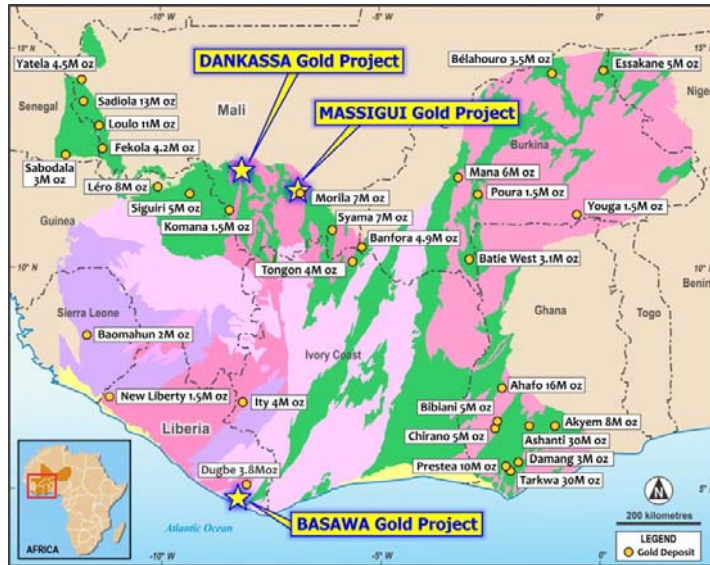 -10° W
-5° W
0°
15° N
15° N
Yatela 4.5M oz
DANKASSA Gold Project
Bélahouro 3.5M oz
Essakane 5M oz
Senegal
Sadiola 13M oz
Mali
Niger
Loulo 11M oz
MASSIGUI Gold Project
Fekola 4.2M oz
Burkina
Sabodala
3M oz
Mana 6M oz
Léro 8M oz
Morila 7M oz
Poura 1.5M oz
Siguiri 5M oz
Guinea
Komana 1.5M oz
Syama 7M oz
Youga 1.5M oz
Banfora 4.9M oz
10° N
Tongon 4M oz
Batie West 3.1M oz
10° N
Sierra Leone
Ghana
Togo
Benin
Baomahun 2M oz
Ivory Coast
New Liberty 1.5M oz
Ity 4M oz
Ahafo 16M oz
Liberia
Bibiani 5M oz
Akyem 8M oz
Chirano 5M oz
Ashanti 30M oz
Dugbe 3.8Moz
Prestea 10M oz
Damang 3M oz
Tarkwa 30M oz
5° N
Atlantic Ocean
BASAWA Gold Project
N
200 kilometres
LEGEND
Gold Deposit
AFRICA
-10° W
-5° W
0°